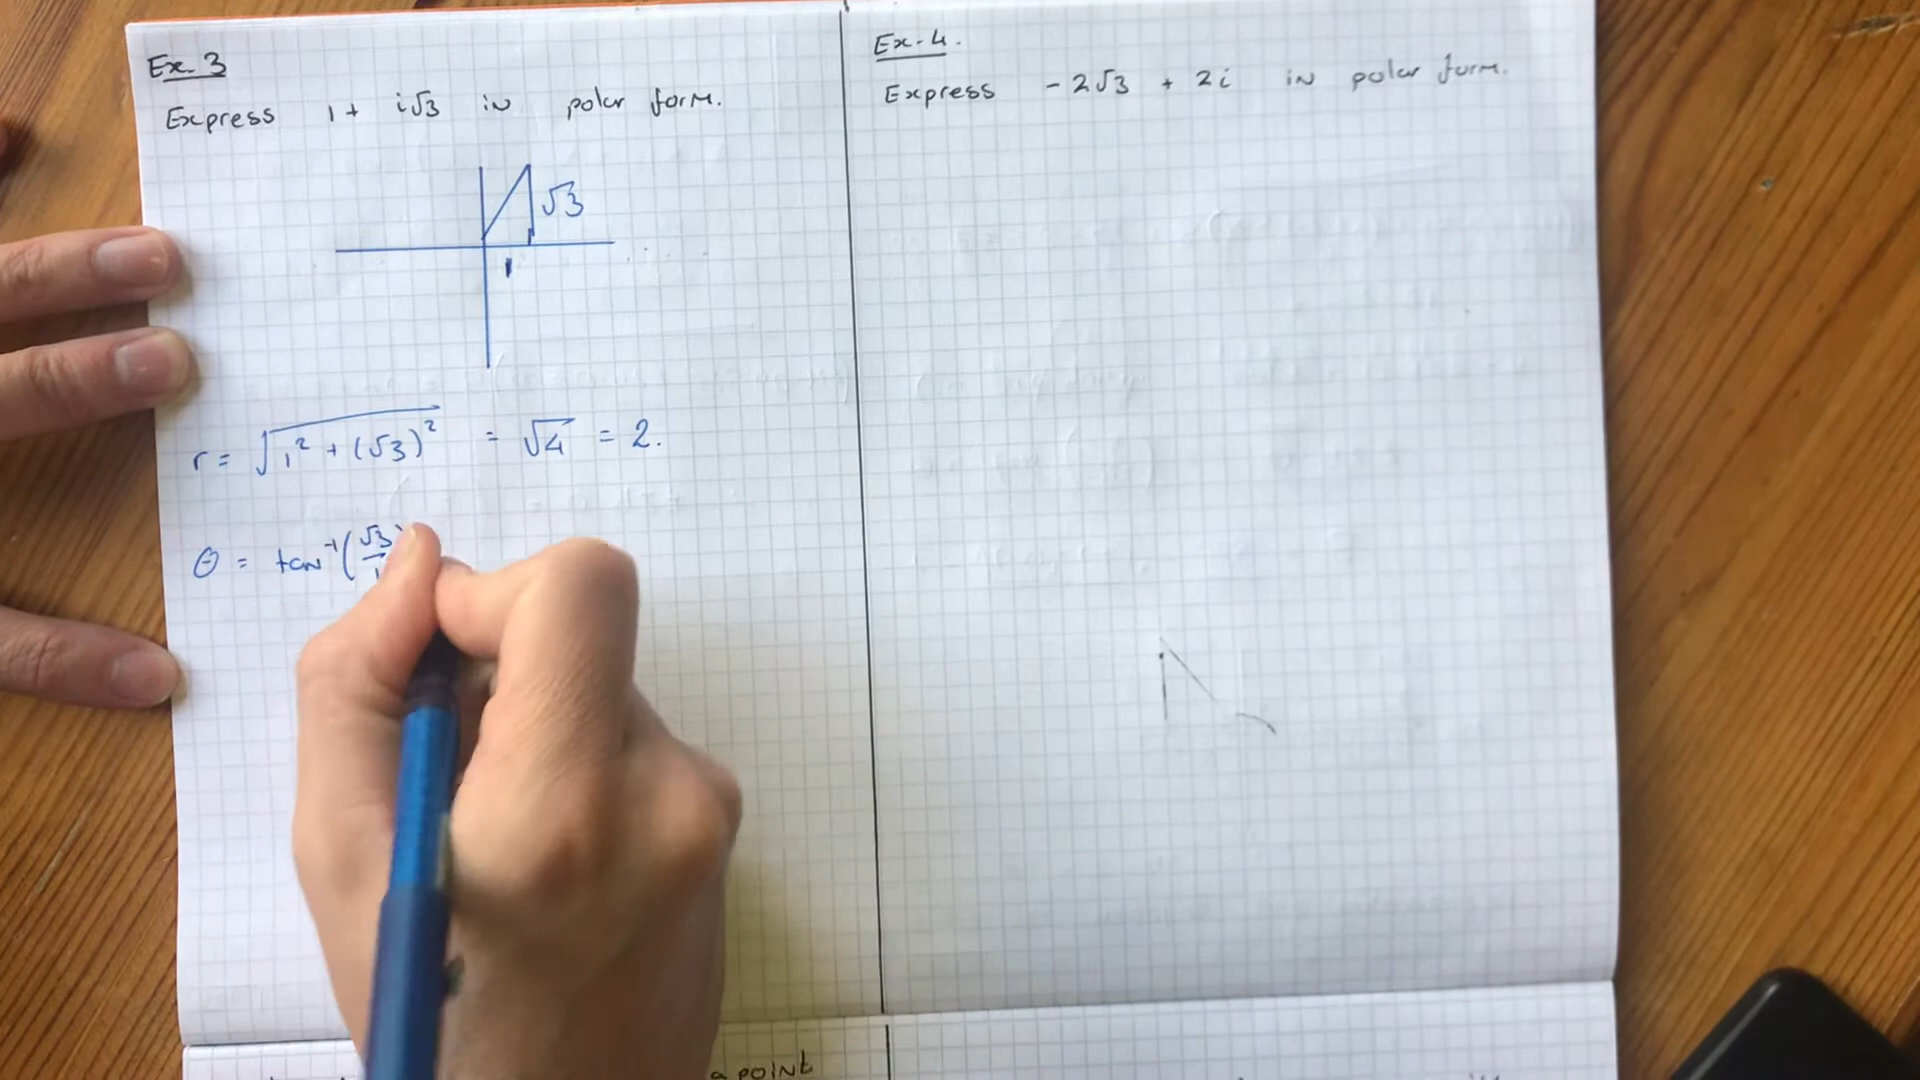 Ex. 3
Express 1 + i√3 in polar form.
√3
1
r = √(1² + (√3)²) = √4 = 2.
θ = tan⁻¹(√3/1
Ex. 4.
Express -2√3 + 2i in polar form.
a point